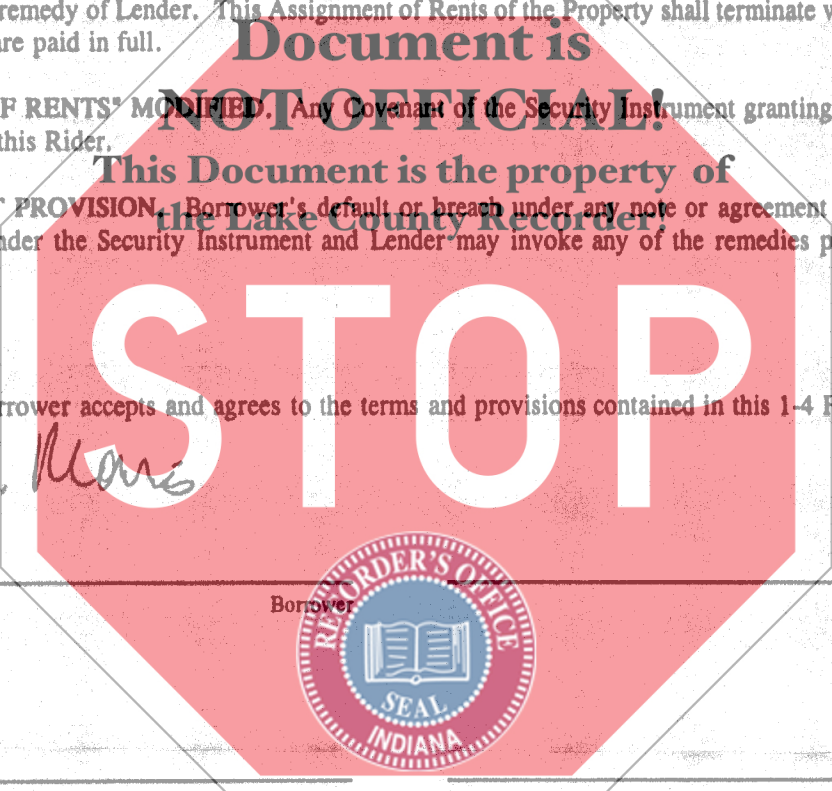 remedy of Lender. This Assignment of Rents of the Property shall terminate
are paid in full.
Document is
NOT OFFICIAL!
F RENTS" MODIFIED. Any Covenant of the Security Instrument granting
this Rider.
This Document is the property of
the Lake County Recorder!
PROVISION. Borrower's default or breach under any note or agreement
nder the Security Instrument and Lender may invoke any of the remedies p
STOP
rrower accepts and agrees to the terms and provisions contained in this 1-4 F
Borrower
RECORDER'S OFFICE
SEAL
INDIANA